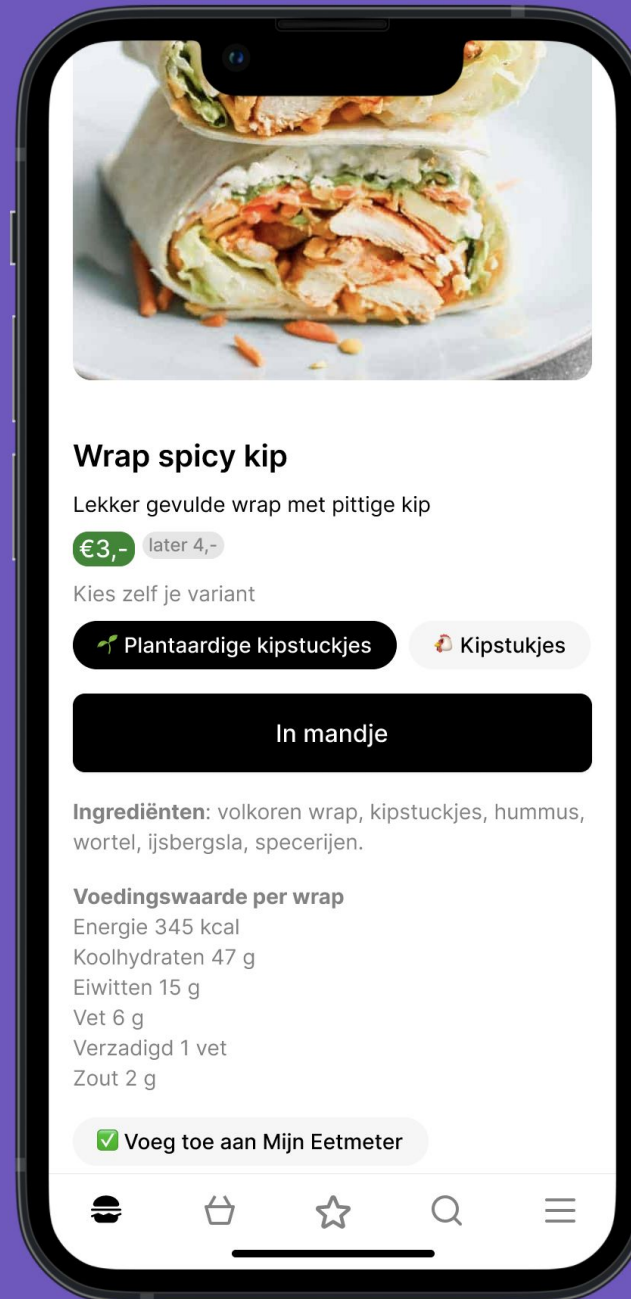 Wrap spicy kip
Lekker gevulde wrap met pittige kip
€3,- later 4,-
Kies zelf je variant
Plantaardige kipstuckjes Kipstukjes
In mandje
Ingrediënten: volkoren wrap, kipstuckjes, hummus,
wortel, ijsbergsla, specerijen.
Voedingswaarde per wrap
Energie 345 kcal
Koolhydraten 47 g
Eiwitten 15 g
Vet 6 g
Verzadigd 1 vet
Zout 2 g
Voeg toe aan Mijn Eetmeter